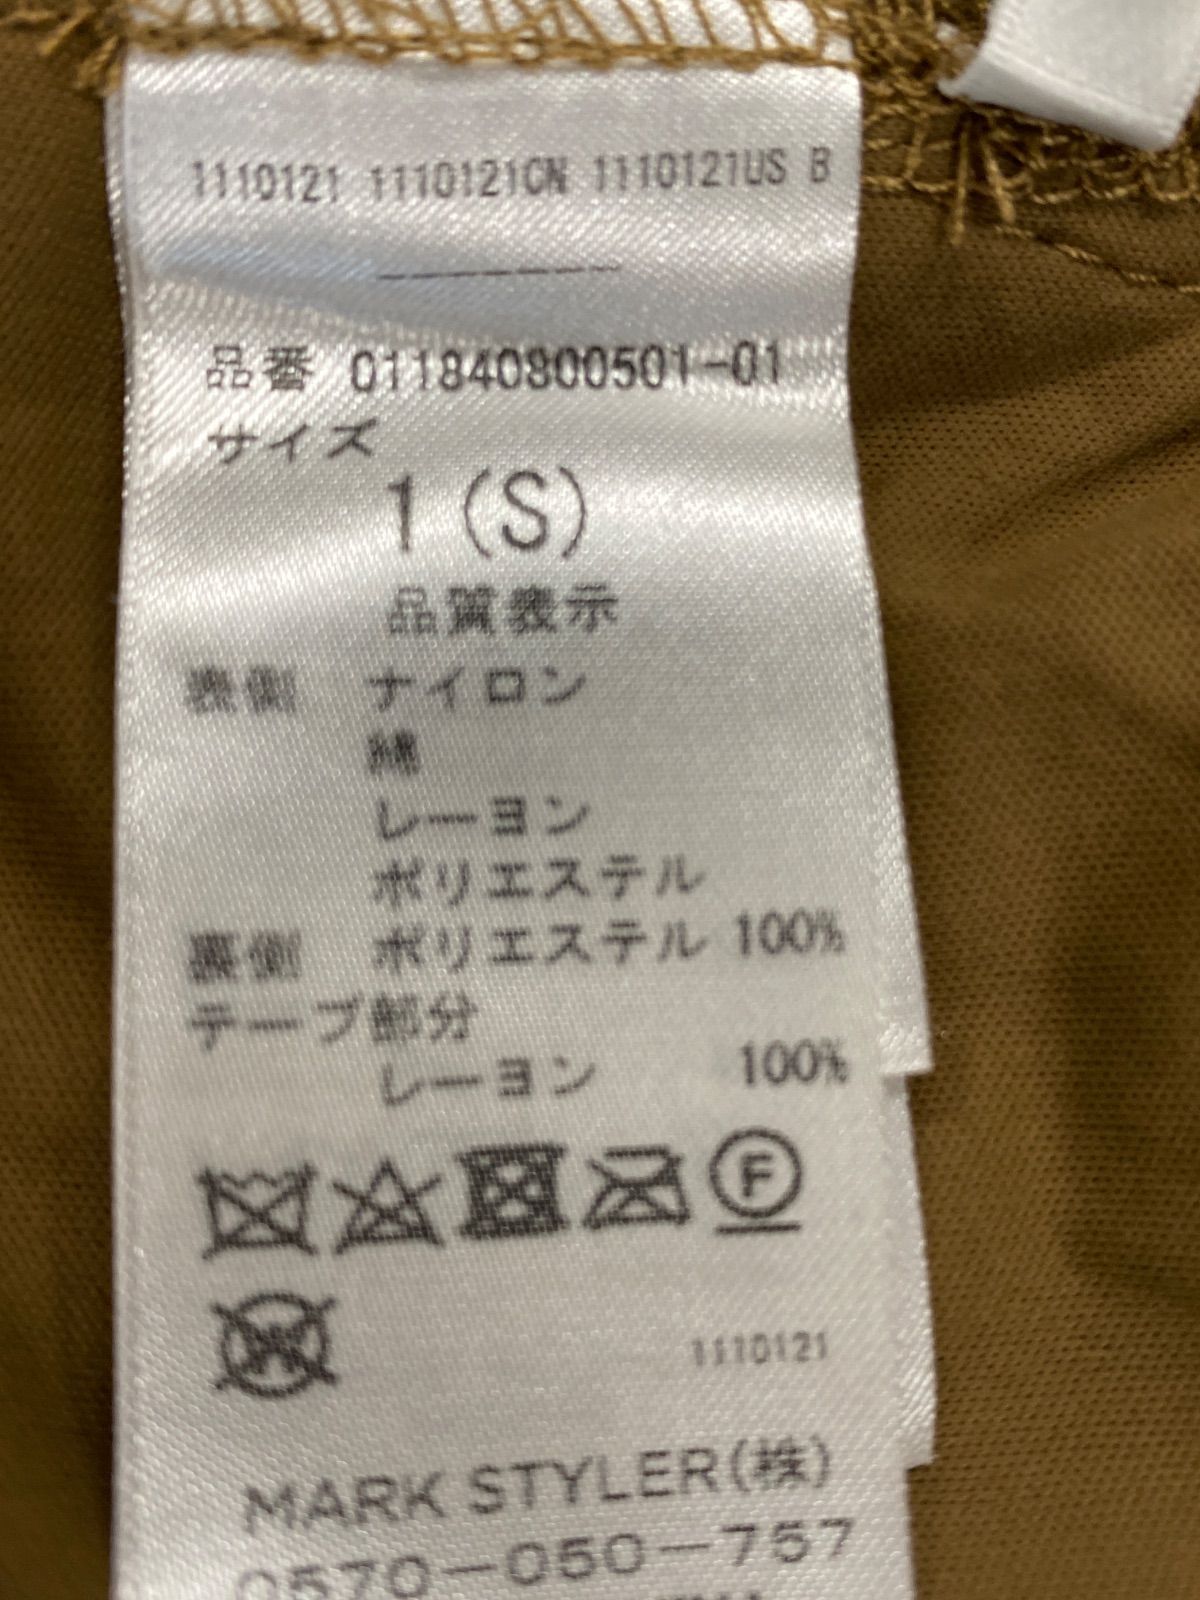 1110121 1110121CN 1110121US B
-------
品番 011840800501-01
サイズ
1 (S)
品質表示
表側 ナイロン
綿
レーヨン
ポリエステル
裏側 ポリエステル 100%
テープ部分
レーヨン 100%
F
W
1110121
MARK STYLER(株)
0570-050-757